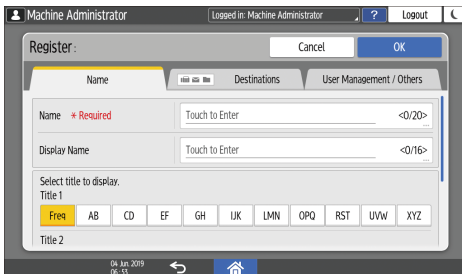 Machine Administrator Logged in: Machine Administrator ? Logout
Register: Cancel OK
Name Destinations User Management / Others
Name * Required Touch to Enter <0/20>
Display Name Touch to Enter <0/16>
Select title to display.
Title 1
Freq AB CD EF GH IJK LMN OPQ RST UVW XYZ
Title 2
04 Jun. 2019
06:53